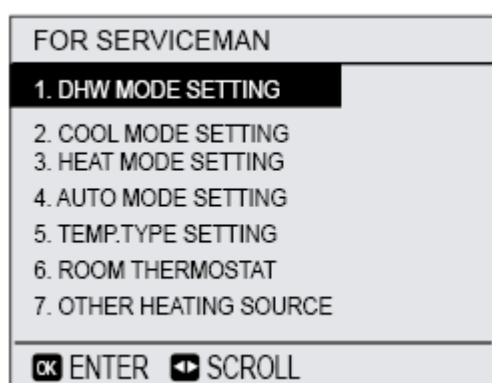 FOR SERVICEMAN
1. DHW MODE SETTING
2. COOL MODE SETTING
3. HEAT MODE SETTING
4. AUTO MODE SETTING
5. TEMP.TYPE SETTING
6. ROOM THERMOSTAT
7. OTHER HEATING SOURCE
OK ENTER ◄► SCROLL